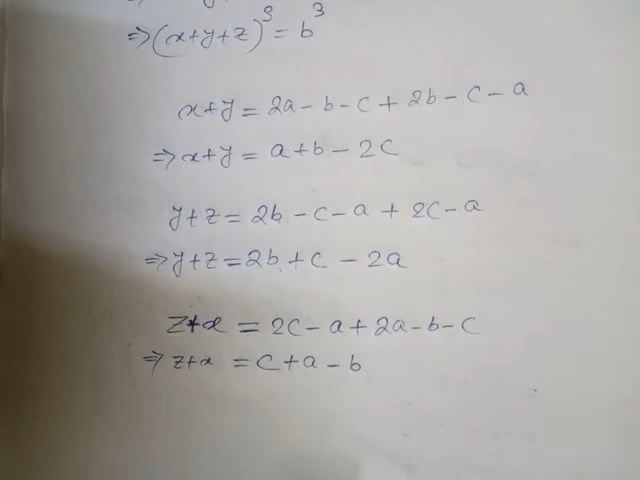 ⇒(x+y+z)³ = b³
x+y = 2a-b-c+2b-c-a
⇒x+y = a+b-2c
y+z = 2b-c-a+2c-a
⇒y+z = 2b+c-2a
z+x = 2c-a+2a-b-c
⇒z+x = c+a-b